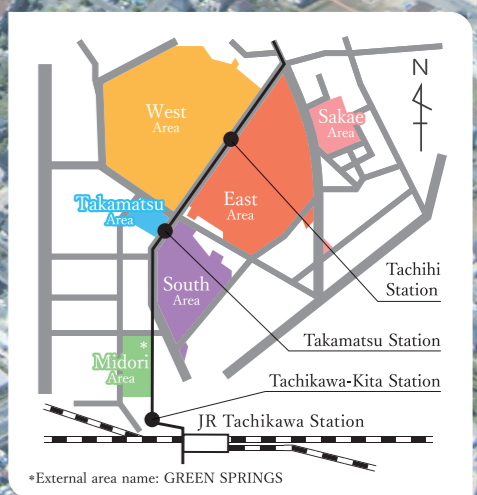 N
West
Area
Sakae
Area
Takamatsu
Area
East
Area
South
Area
Tachihi
Station
Takamatsu Station
*
Midori
Area
Tachikawa-Kita Station
JR Tachikawa Station
*External area name: GREEN SPRINGS